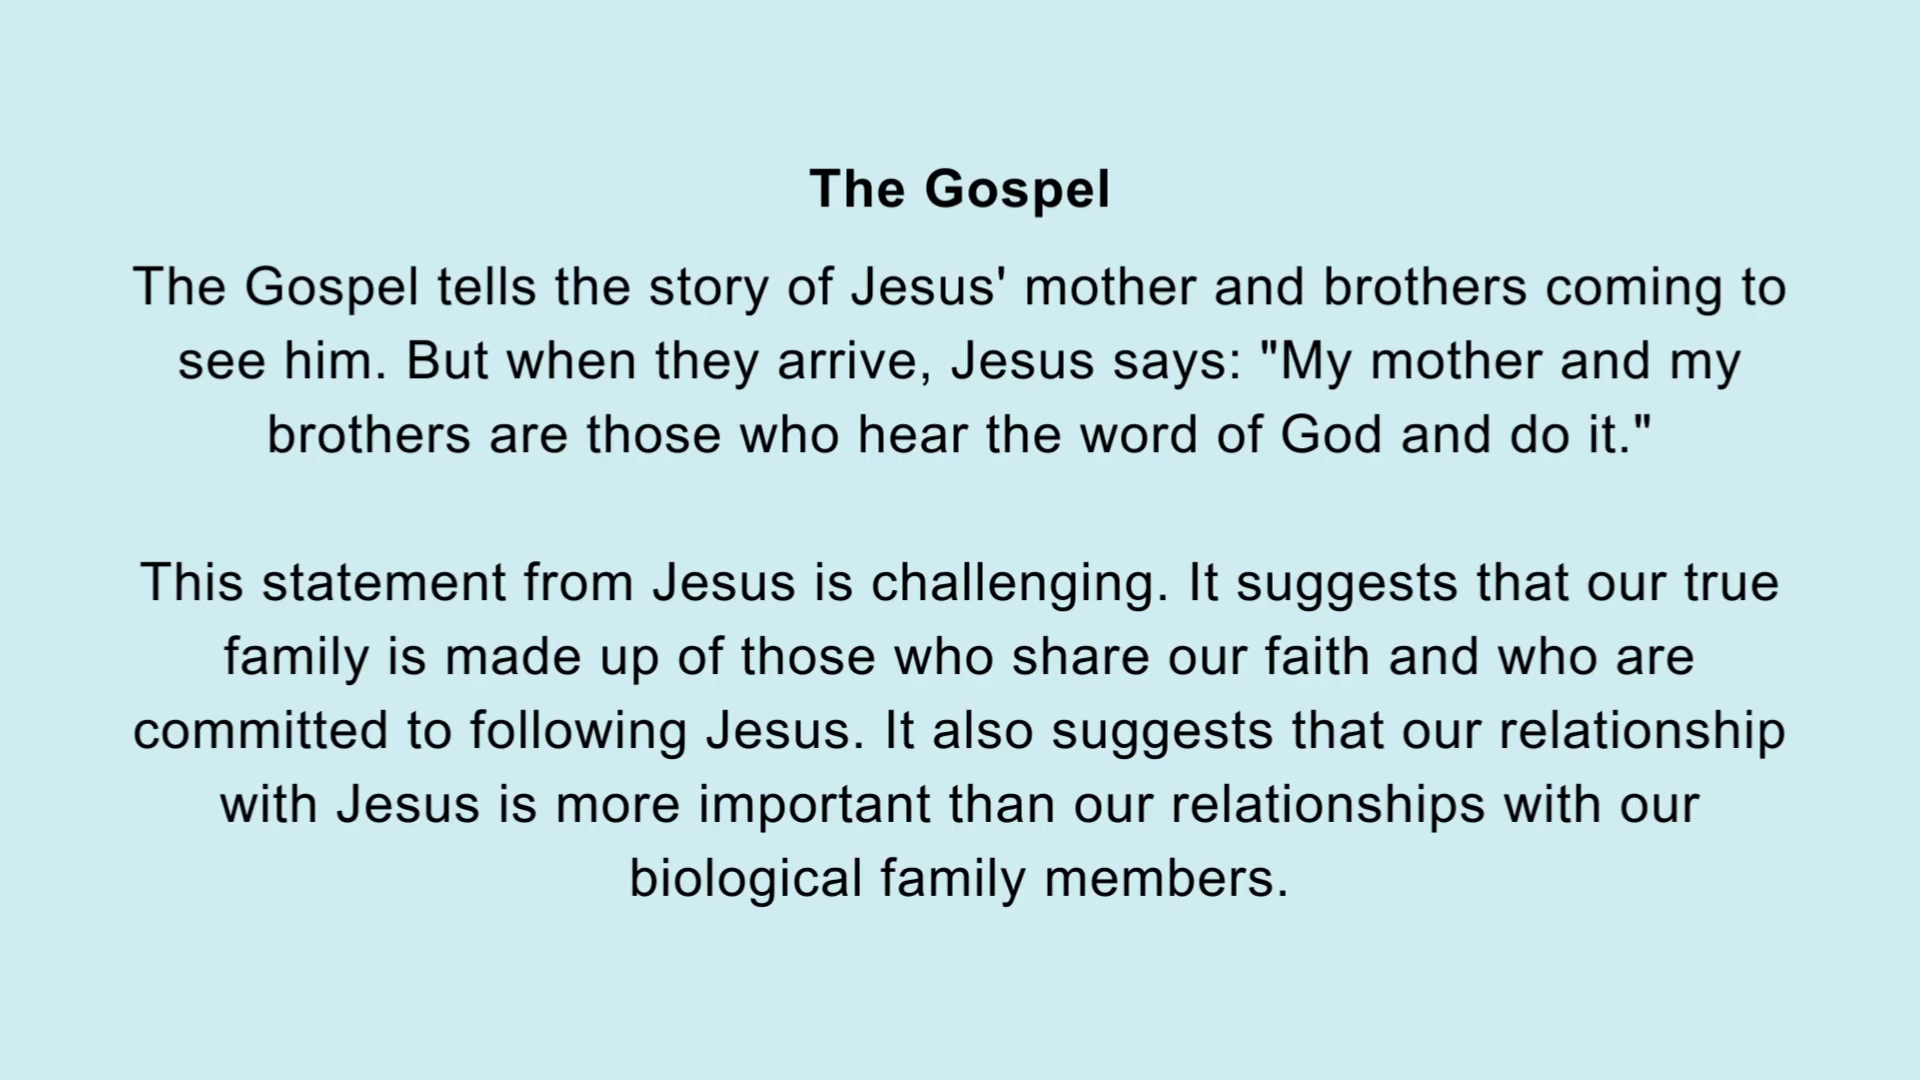 The Gospel
The Gospel tells the story of Jesus' mother and brothers coming to
see him. But when they arrive, Jesus says: "My mother and my
brothers are those who hear the word of God and do it."
This statement from Jesus is challenging. It suggests that our true
family is made up of those who share our faith and who are
committed to following Jesus. It also suggests that our relationship
with Jesus is more important than our relationships with our
biological family members.